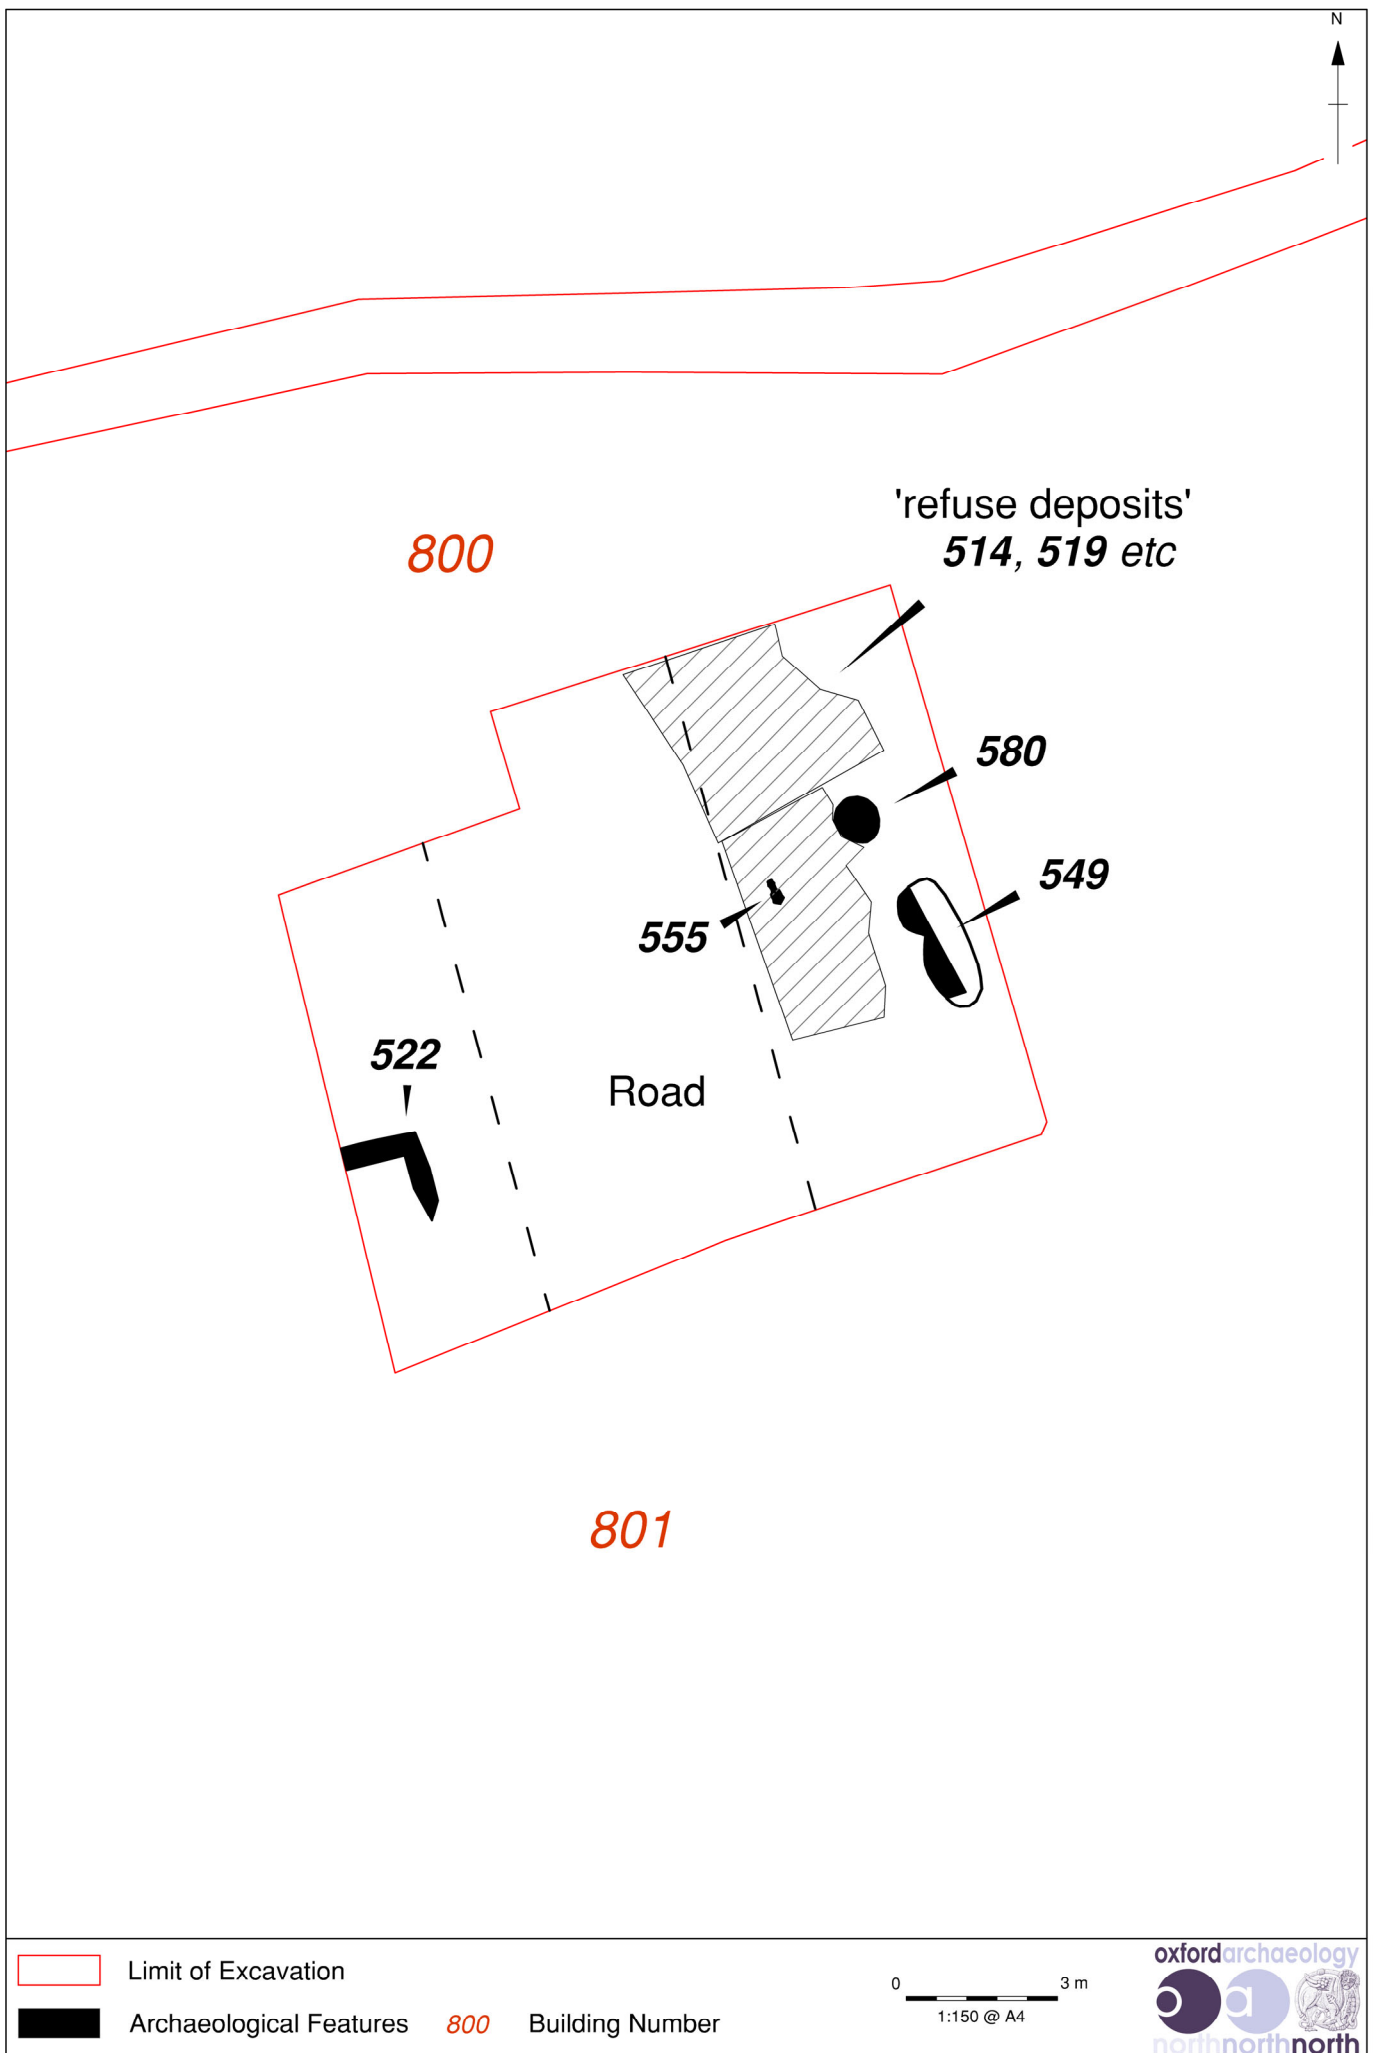 N
'refuse deposits'
514, 519 etc
800
580
549
555
522
Road
801
Limit of Excavation
Archaeological Features
800
Building Number
0
3 m
1:150 @ A4
oxfordarchaeology
oa
northnorthnorth